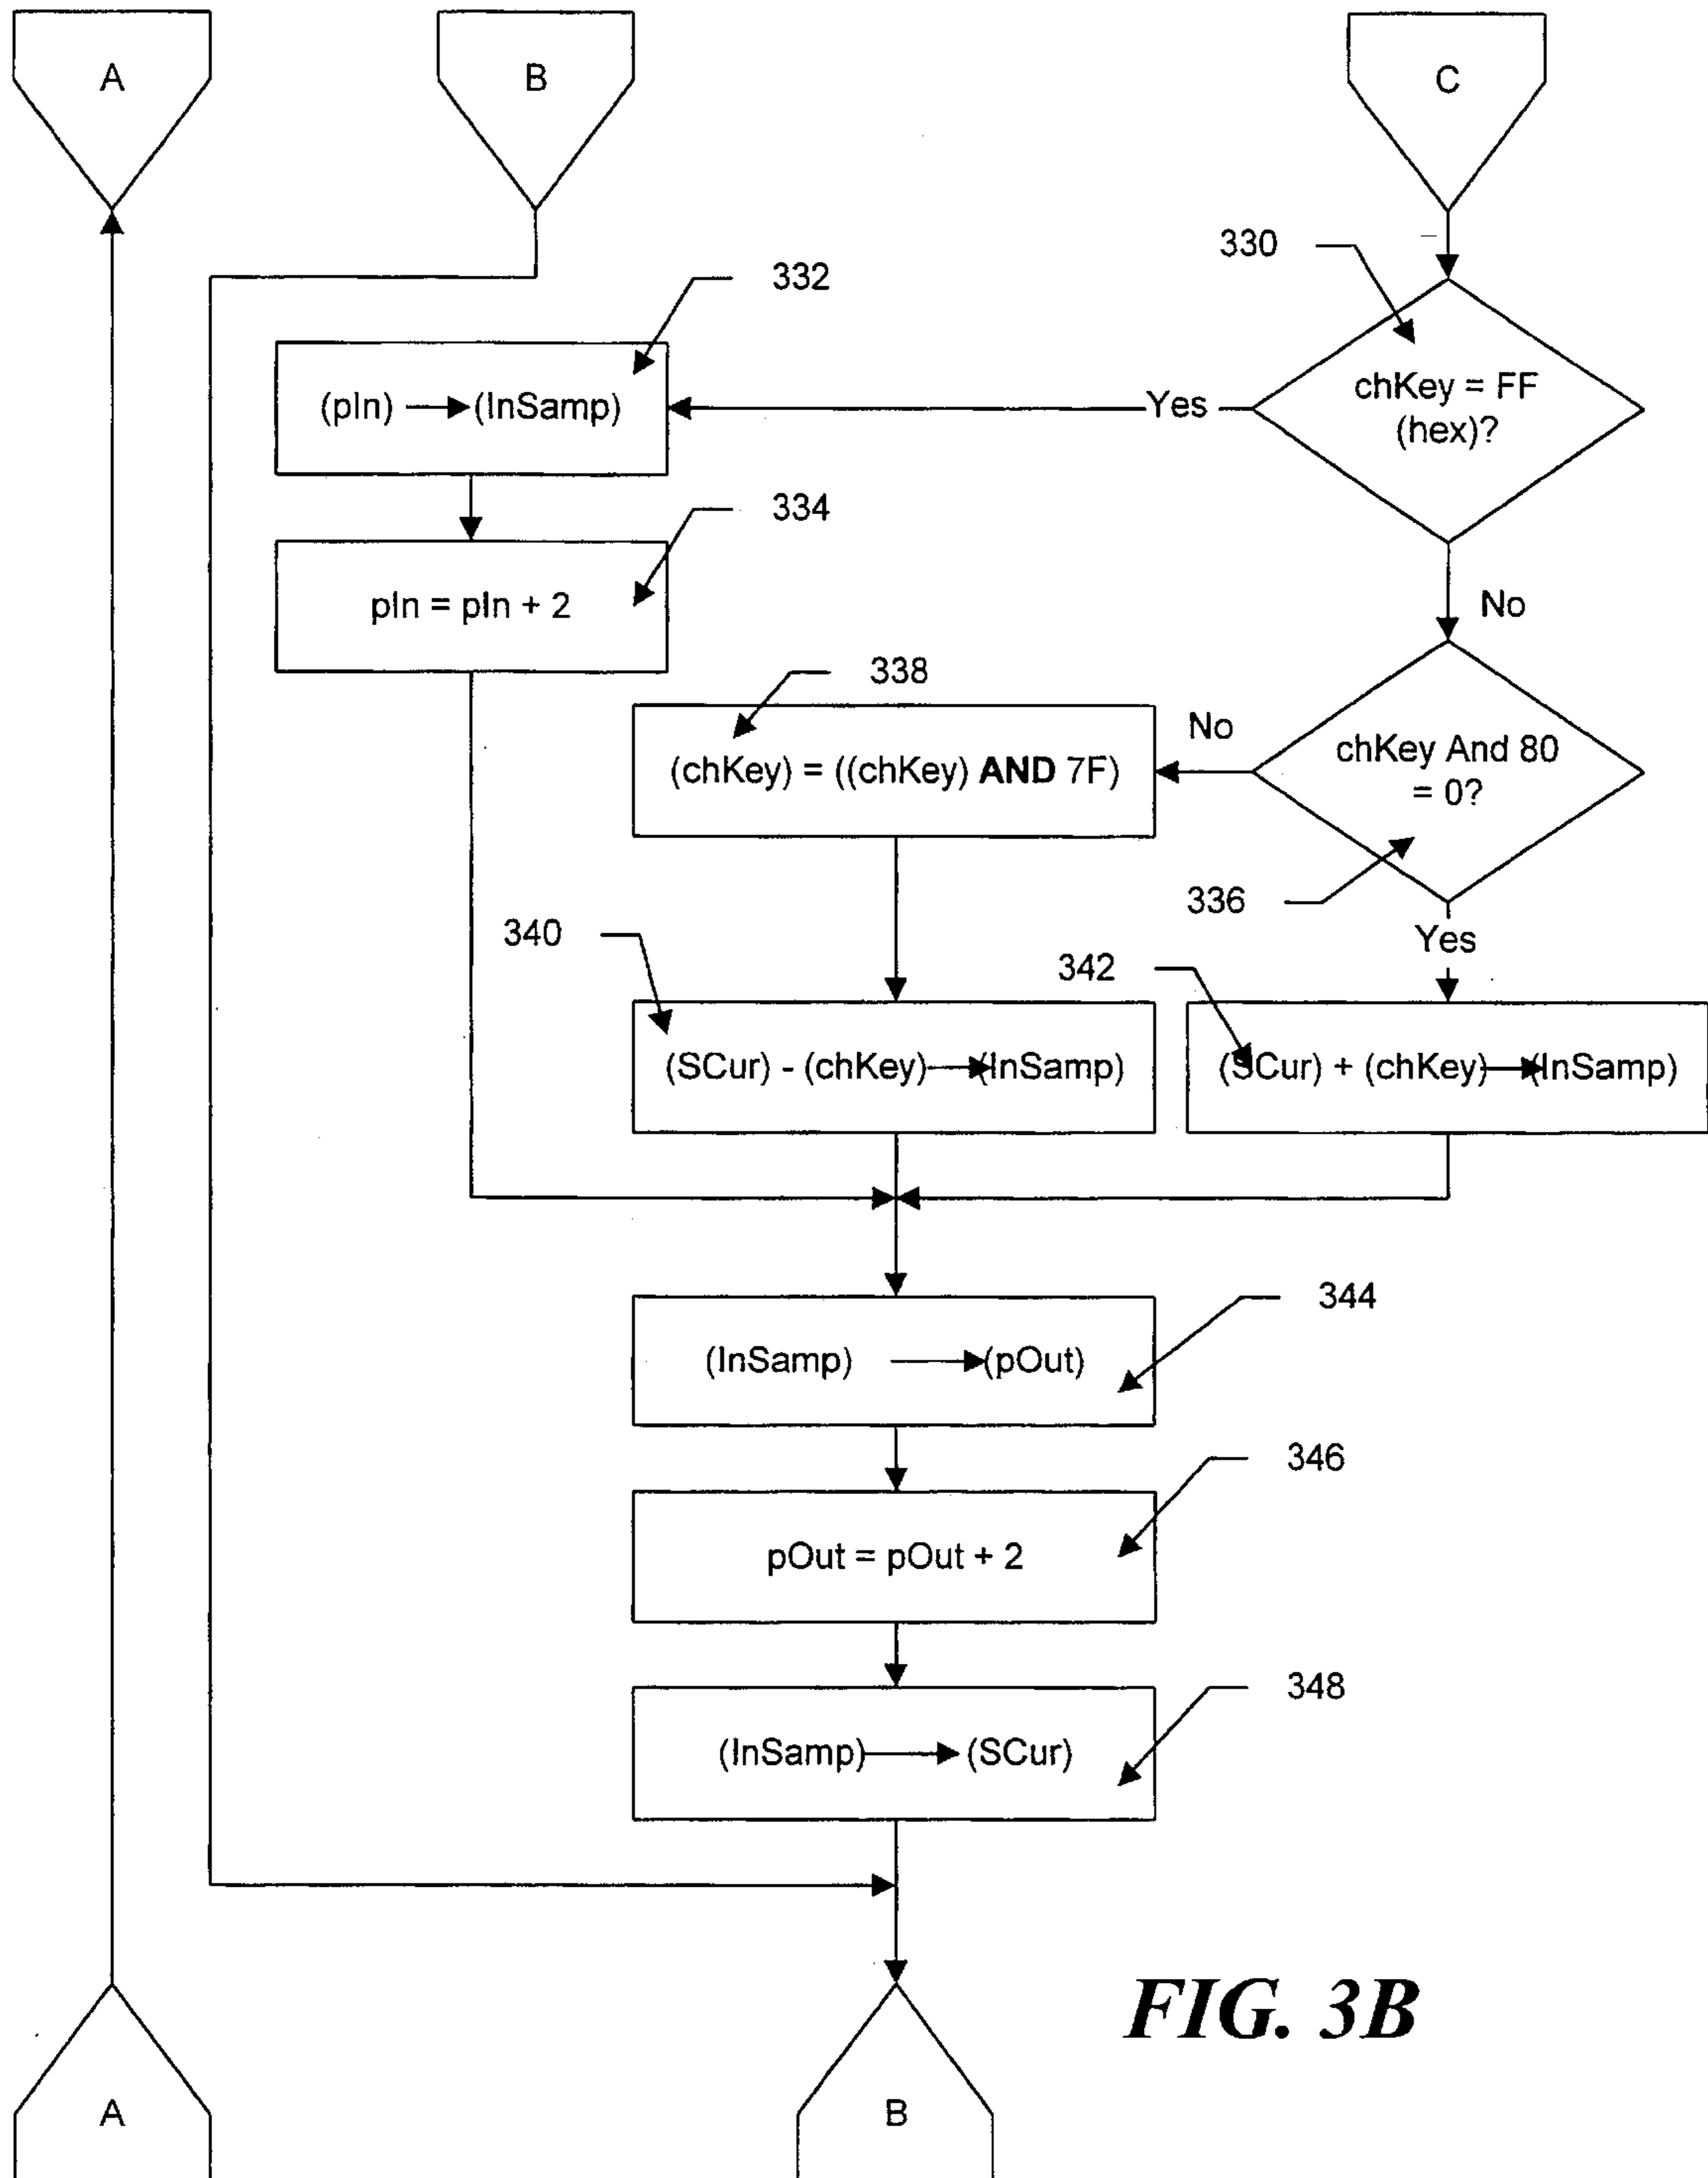 A
B
C
330
332
chKey = FF
(hex)?
Yes
(pIn) → (InSamp)
334
pIn = pIn + 2
No
338
No
chKey And 80
= 0?
(chKey) = ((chKey) AND 7F)
336
Yes
340
342
(SCur) - (chKey) → (InSamp)
(SCur) + (chKey) → (InSamp)
344
(InSamp) → (pOut)
346
pOut = pOut + 2
348
(InSamp) → (SCur)
FIG. 3B
A
B